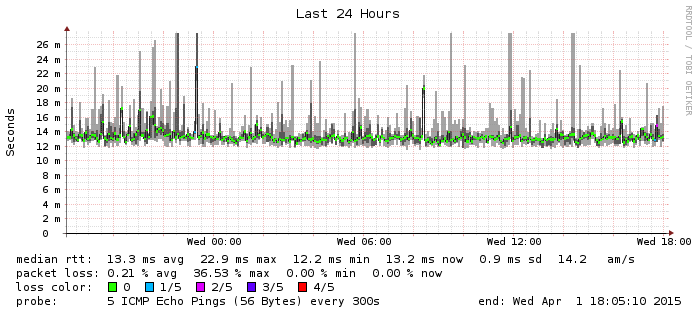 Last 24 Hours
RRDTOOL / TOBI OETIKER
Seconds
26 m
24 m
22 m
20 m
18 m
16 m
14 m
12 m
10 m
8 m
6 m
4 m
2 m
0
Wed 00:00 Wed 06:00 Wed 12:00 Wed 18:00
median rtt: 13.3 ms avg 22.9 ms max 12.2 ms min 13.2 ms now 0.9 ms sd 14.2 am/s
packet loss: 0.21 % avg 36.53 % max 0.00 % min 0.00 % now
loss color: 0 1/5 2/5 3/5 4/5
probe: 5 ICMP Echo Pings (56 Bytes) every 300s end: Wed Apr 1 18:05:10 2015